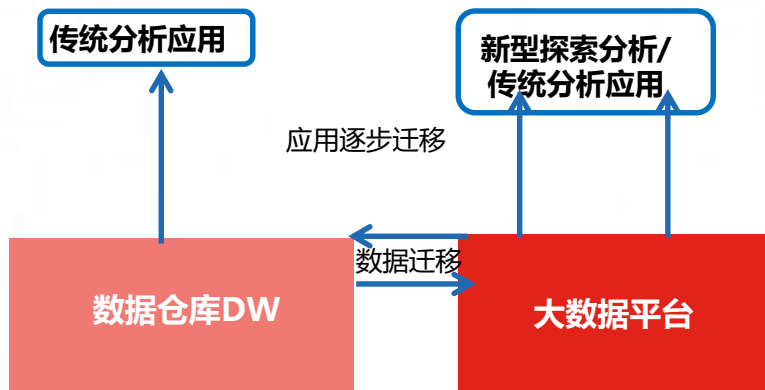 传统分析应用
新型探索分析/
传统分析应用
应用逐步迁移
数据迁移
数据仓库DW
大数据平台